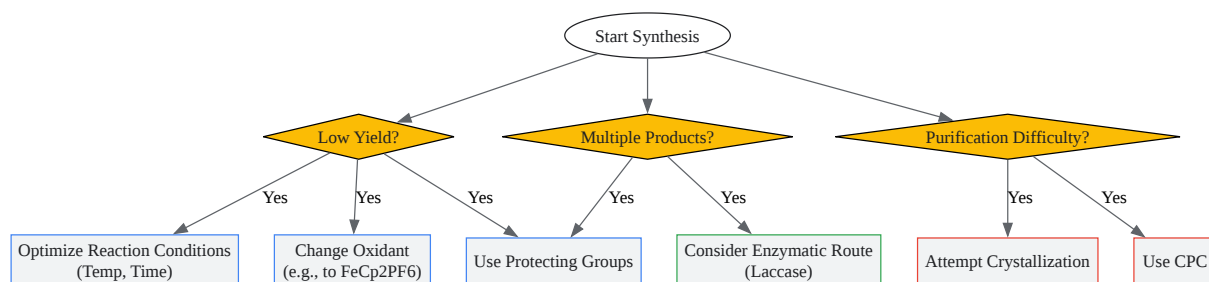 Start Synthesis
Low Yield?
Multiple Products?
Purification Difficulty?
Yes
Yes
Yes
Yes
Yes
Yes
Yes
Optimize Reaction Conditions
(Temp, Time)
Change Oxidant
(e.g., to FeCp2PF6)
Use Protecting Groups
Consider Enzymatic Route
(Laccase)
Attempt Crystallization
Use CPC